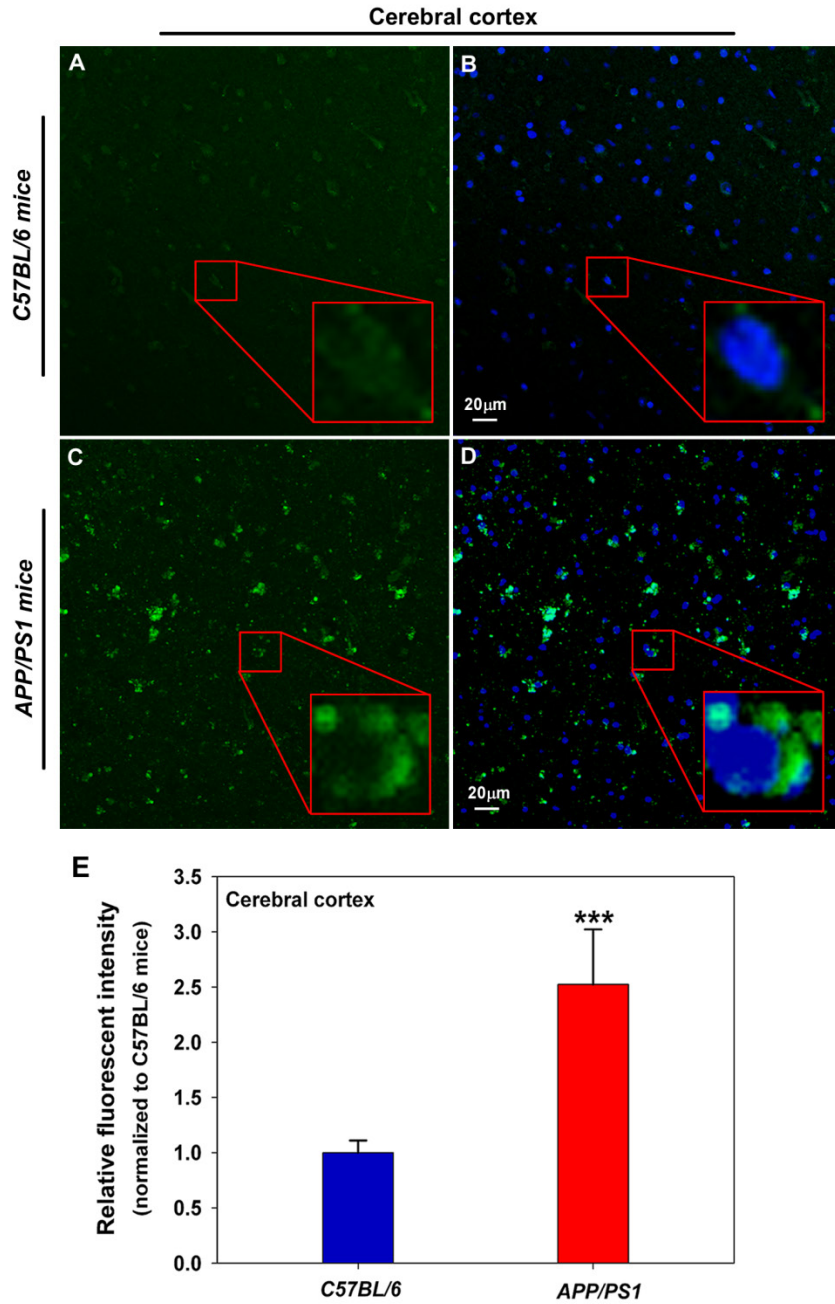 Cerebral cortex
A
B
C57BL/6 mice
20μm
C
D
APP/PS1 mice
20μm
E
Relative fluorescent intensity
(normalized to C57BL/6 mice)
3.5
Cerebral cortex
3.0
***
2.5
2.0
1.5
1.0
0.5
0.0
C57BL/6
APP/PS1